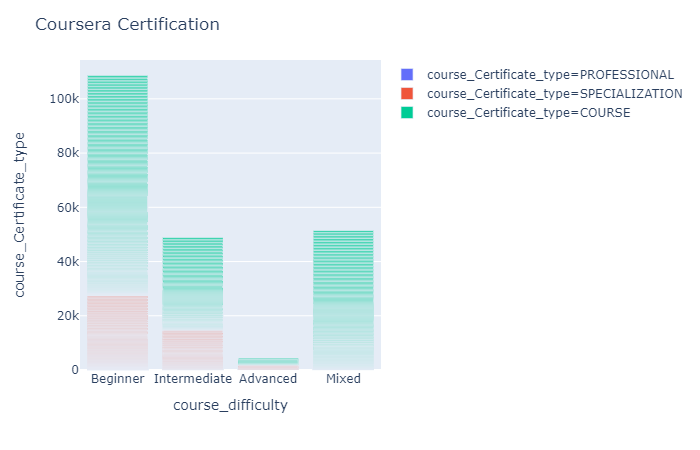 Coursera Certification
course_Certificate_type=PROFESSIONAL
course_Certificate_type=SPECIALIZATION
course_Certificate_type=COURSE
course_Certificate_type
100k
80k
60k
40k
20k
0
Beginner Intermediate Advanced Mixed
course_difficulty